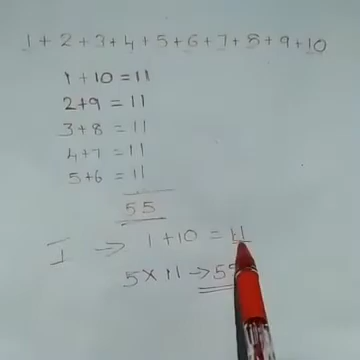 1 + 2 + 3 + 4 + 5 + 6 + 7 + 8 + 9 + 10
1 + 10 = 11
2 + 9 = 11
3 + 8 = 11
4 + 7 = 11
5 + 6 = 11
55
I → 1 + 10 = 11
5 × 11 → 55